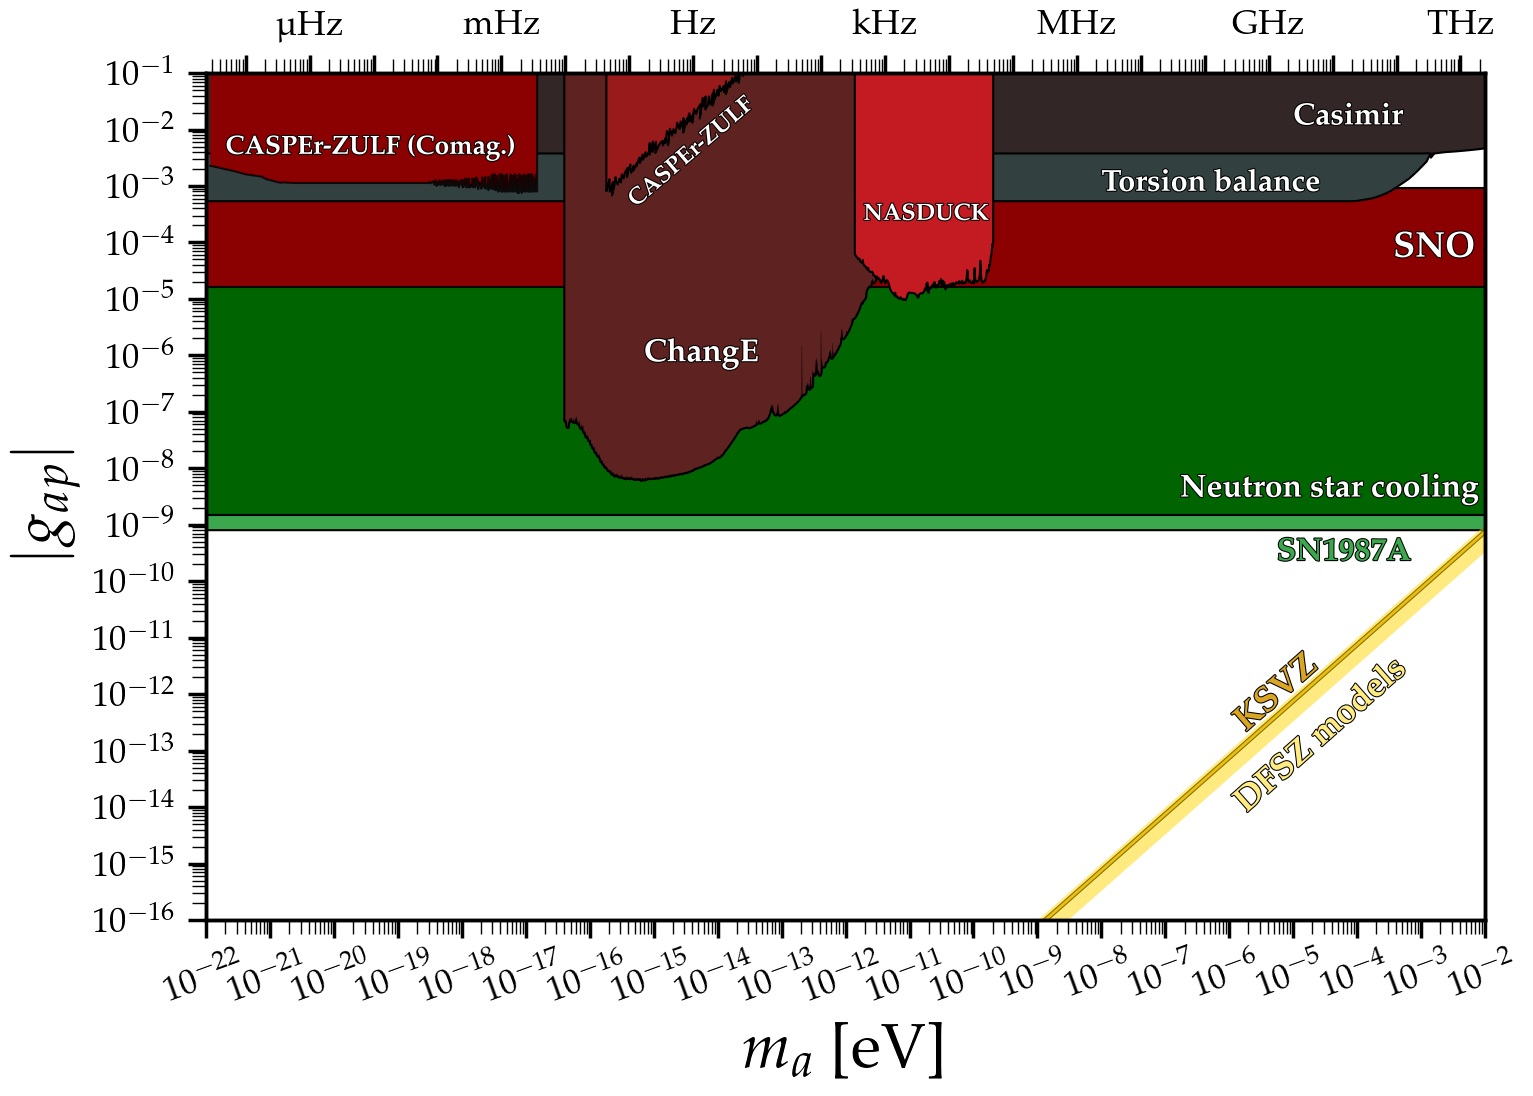 µHz mHz Hz kHz MHz GHz THz
10⁻¹
10⁻²
10⁻³
10⁻⁴
10⁻⁵
10⁻⁶
10⁻⁷
10⁻⁸
10⁻⁹
10⁻¹⁰
10⁻¹¹
10⁻¹²
10⁻¹³
10⁻¹⁴
10⁻¹⁵
10⁻¹⁶
|gₐₚ|
CASPEr-ZULF (Comag.)
CASPEr-ZULF
NASDUCK
Casimir
Torsion balance
SNO
ChangE
Neutron star cooling
SN1987A
KSVZ
DFSZ models
10⁻²² 10⁻²¹ 10⁻²⁰ 10⁻¹⁹ 10⁻¹⁸ 10⁻¹⁷ 10⁻¹⁶ 10⁻¹⁵ 10⁻¹⁴ 10⁻¹³ 10⁻¹² 10⁻¹¹ 10⁻¹⁰ 10⁻⁹ 10⁻⁸ 10⁻⁷ 10⁻⁶ 10⁻⁵ 10⁻⁴ 10⁻³ 10⁻²
mₐ [eV]